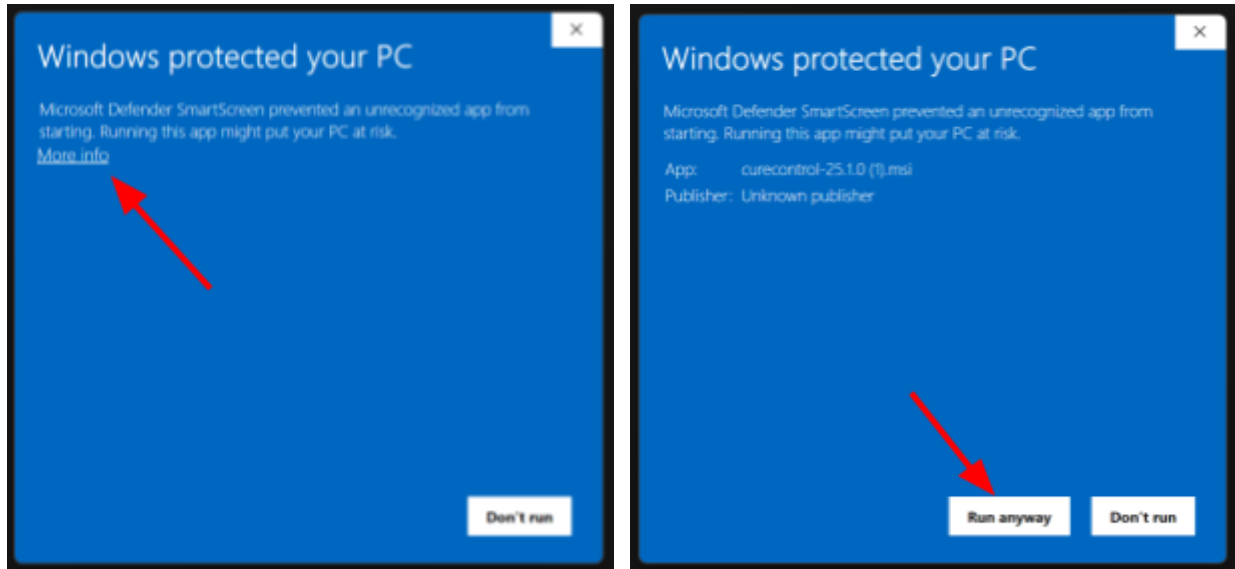 Windows protected your PC
Microsoft Defender SmartScreen prevented an unrecognized app from
starting. Running this app might put your PC at risk.
More info
Don't run
Windows protected your PC
Microsoft Defender SmartScreen prevented an unrecognized app from
starting. Running this app might put your PC at risk.
App: curecontrol-25.1.0 (1).msi
Publisher: Unknown publisher
Run anyway Don't run